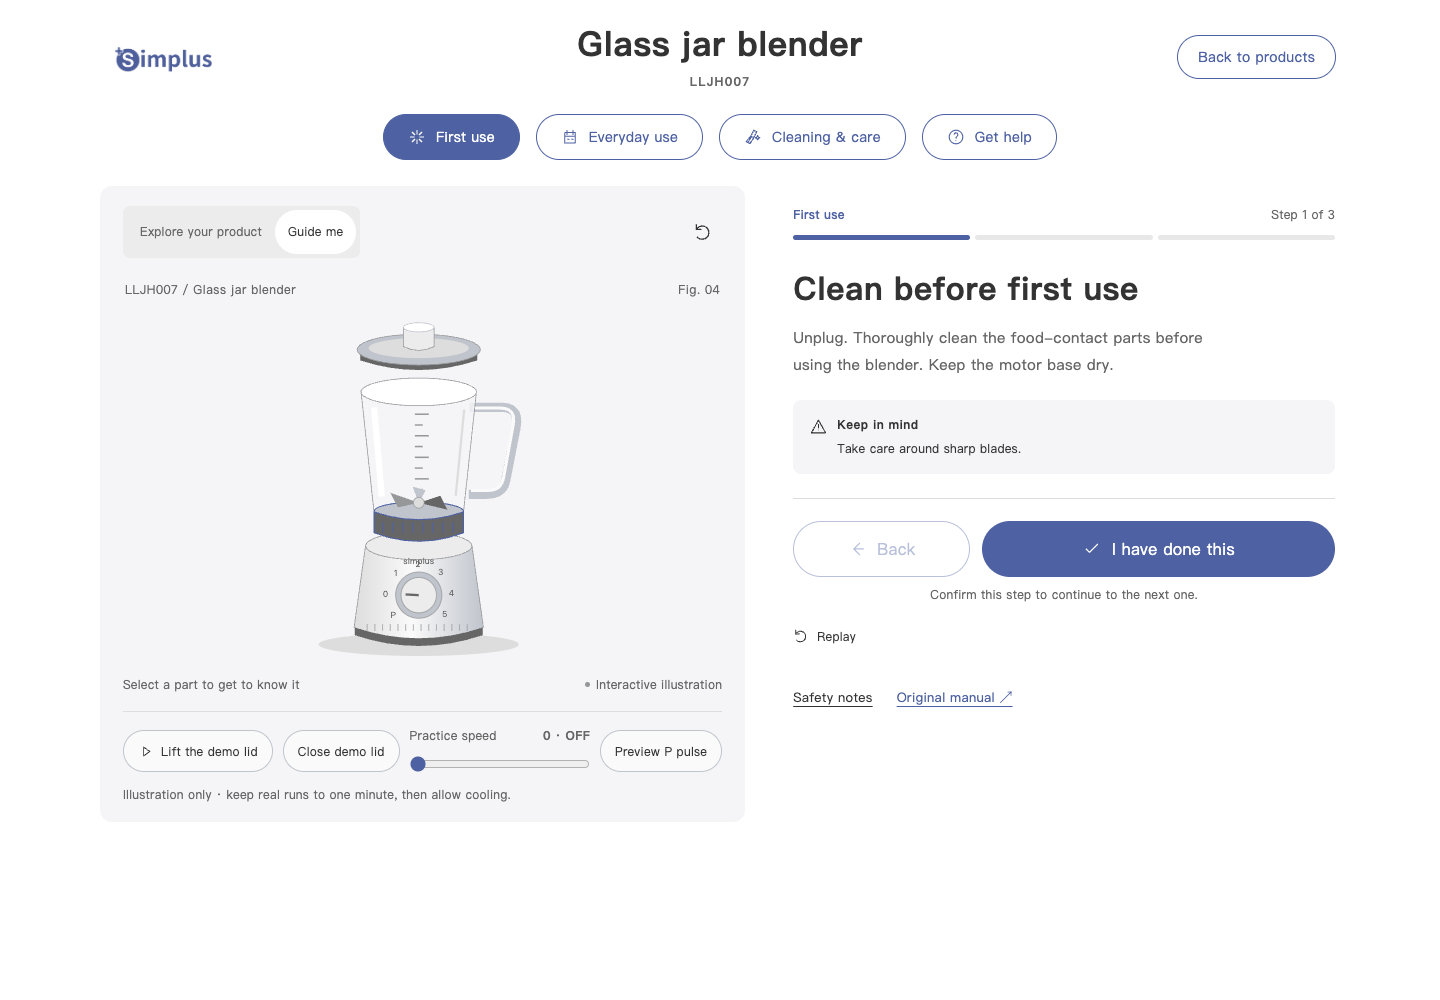 Simplus
Glass jar blender
LLJH007
Back to products
First use
Everyday use
Cleaning & care
Get help
Explore your product
Guide me
LLJH007 / Glass jar blender
Fig. 04
simplus
0
1
2
3
4
5
P
Select a part to get to know it
Interactive illustration
Lift the demo lid
Close demo lid
Practice speed
0 · OFF
Preview P pulse
Illustration only · keep real runs to one minute, then allow cooling.
First use
Step 1 of 3
Clean before first use
Unplug. Thoroughly clean the food-contact parts before
using the blender. Keep the motor base dry.
Keep in mind
Take care around sharp blades.
Back
I have done this
Confirm this step to continue to the next one.
Replay
Safety notes
Original manual